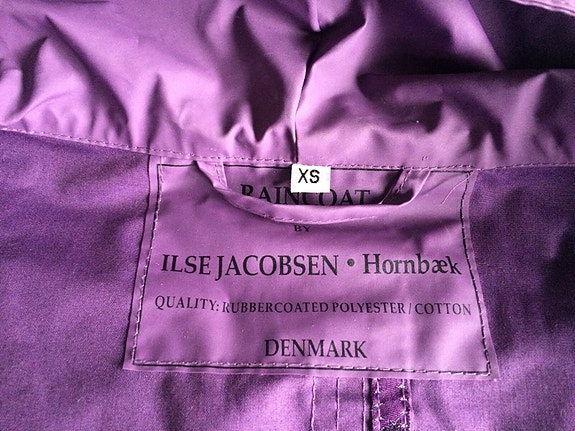 XS
RAINCOAT
BY
ILSE JACOBSEN • Hornbæk
QUALITY: RUBBERCOATED POLYESTER / COTTON
DENMARK